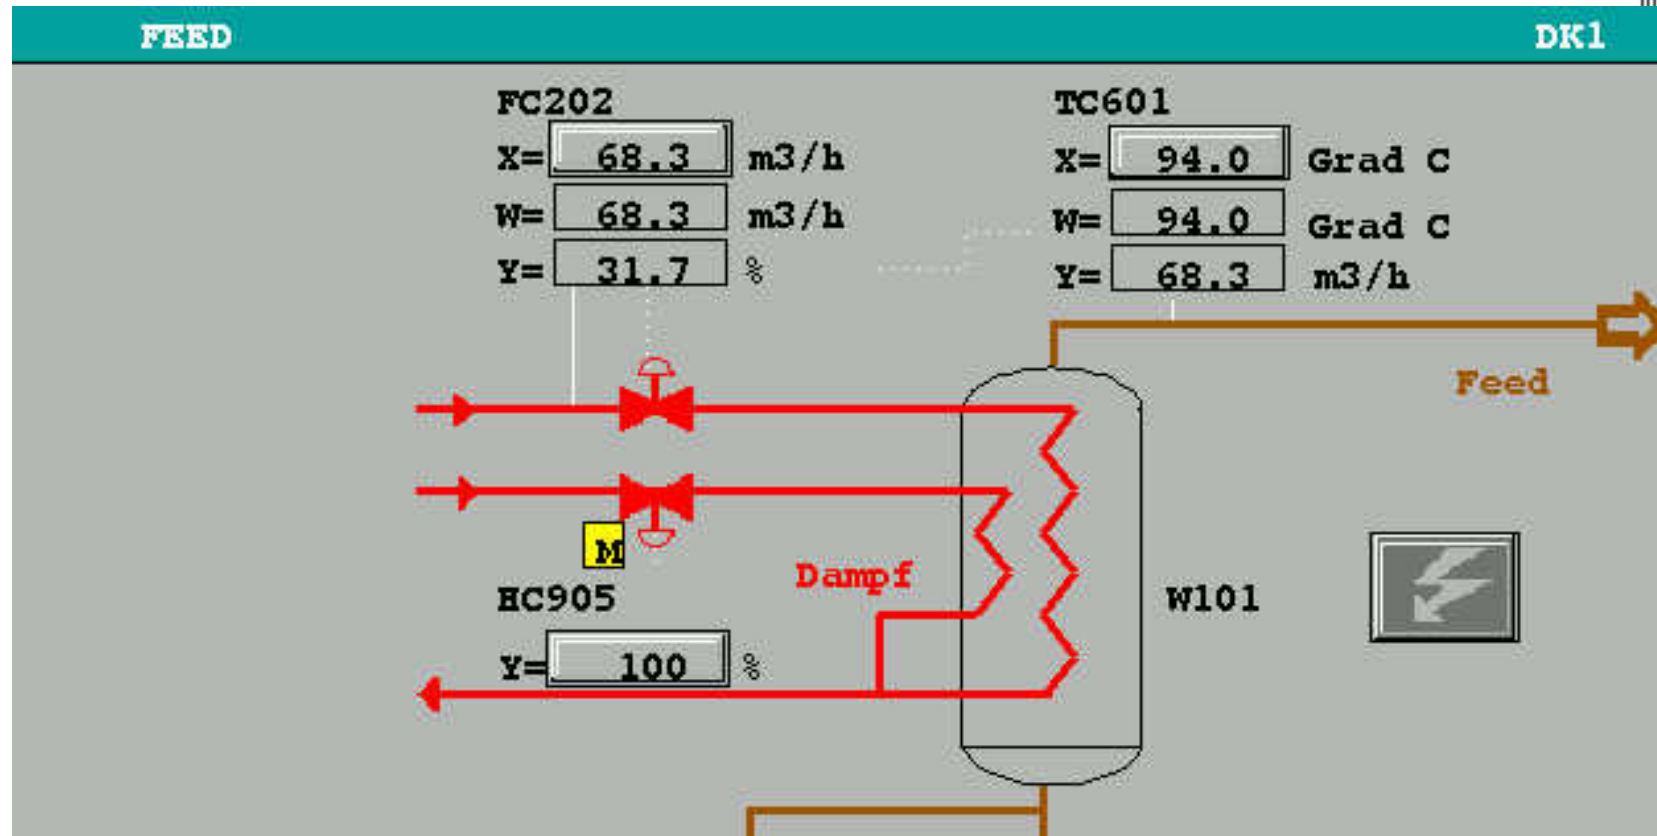 FEED DK1
FC202 TC601
X= 68.3 m3/h X= 94.0 Grad C
W= 68.3 m3/h W= 94.0 Grad C
Y= 31.7 % Y= 68.3 m3/h
Feed
M
Dampf
HC905 W101
Y= 100 %